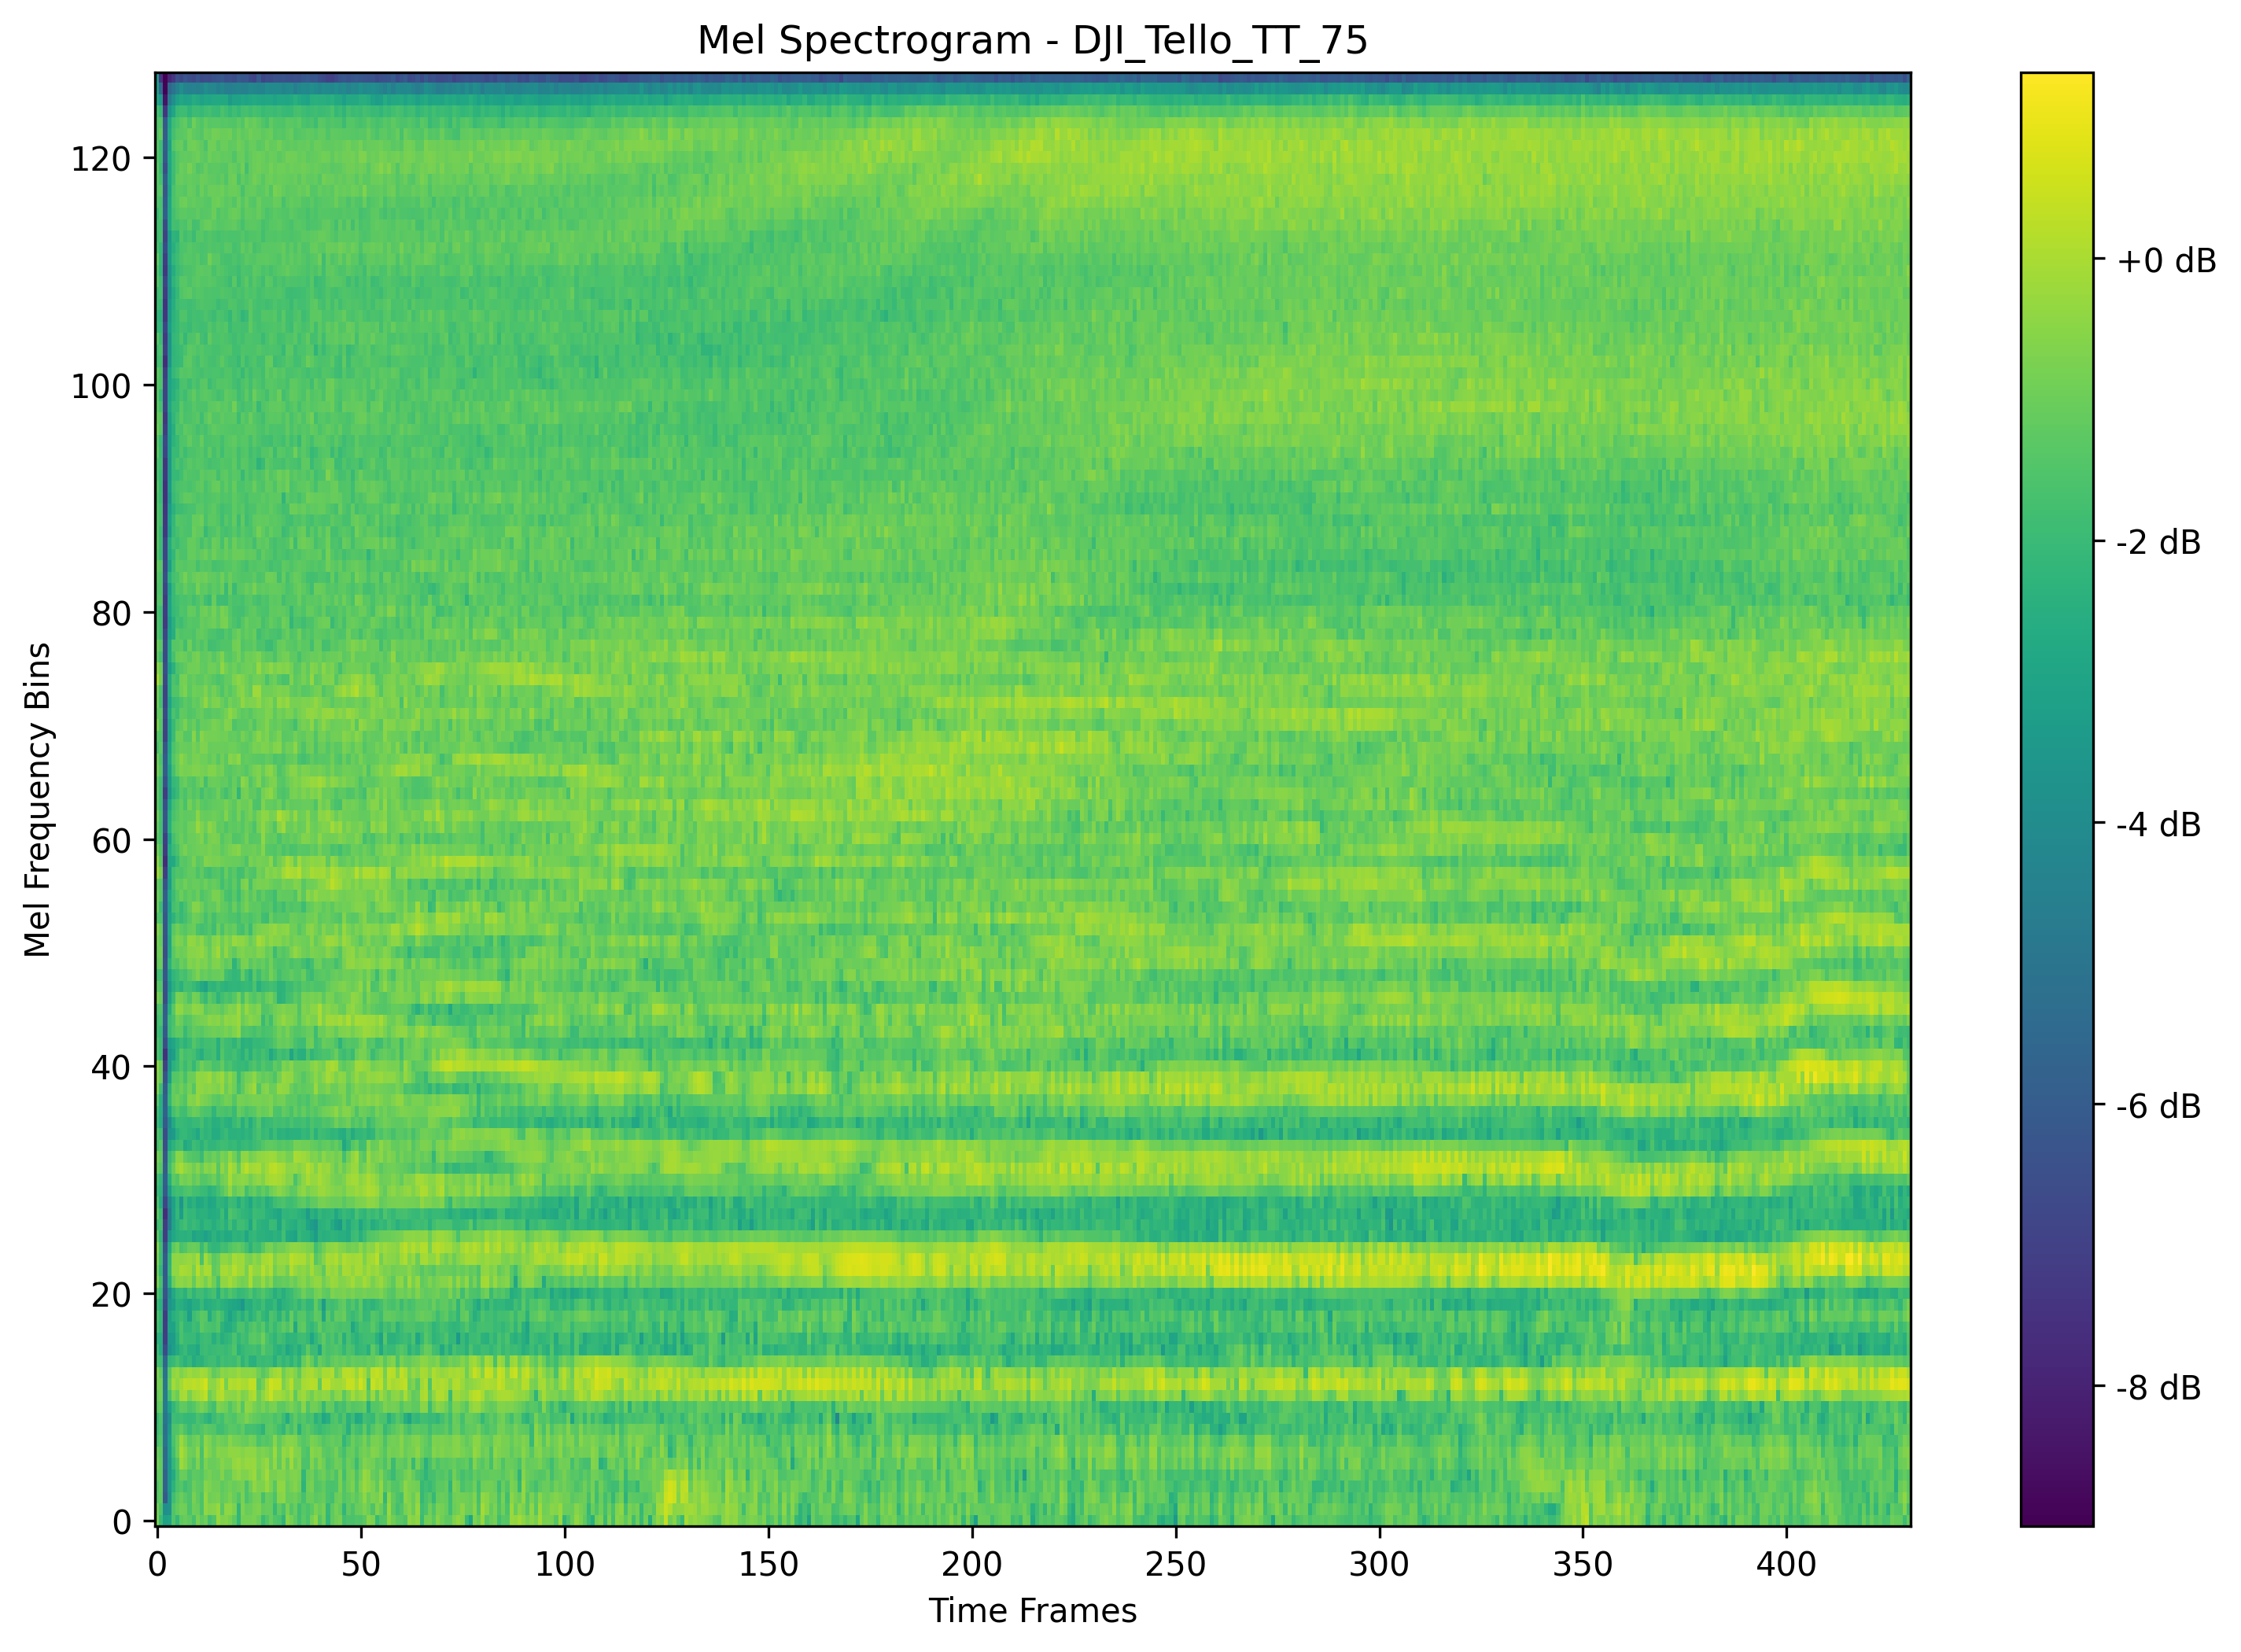 Mel Spectrogram - DJI_Tello_TT_75
Mel Frequency Bins
120
100
80
60
40
20
0
0 50 100 150 200 250 300 350 400
Time Frames
+0 dB
-2 dB
-4 dB
-6 dB
-8 dB